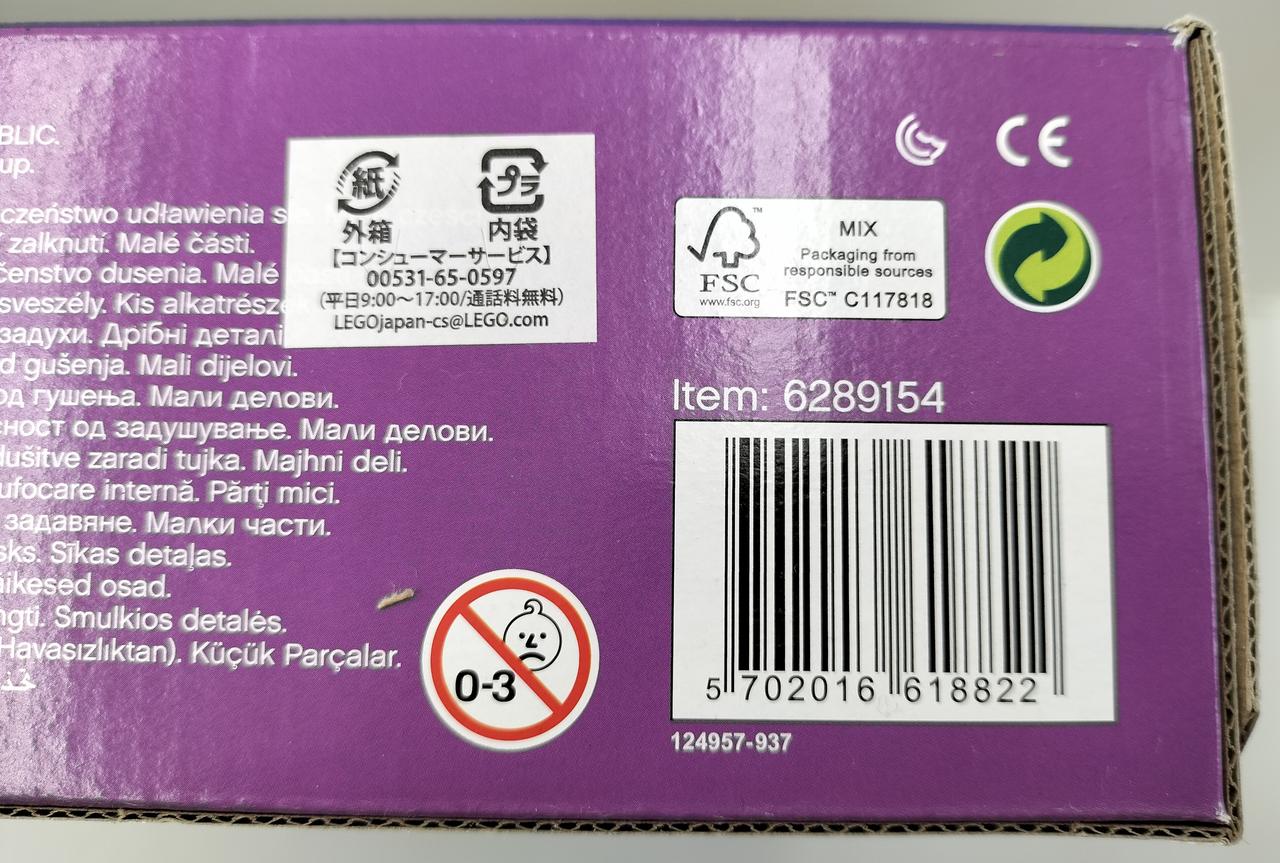 BLIC.
up.
czeństwo udławienia s
í zalknutí. Malé části.
čenstvo dusenia. Malé
sveszély. Kis alkatrésze
задухи. Дрібні деталі
d gušenja. Mali dijelovi.
од гушења. Мали делови.
сност од задушување. Мали делови.
dušitve zaradi tujka. Majhni deli.
ufocare internă. Părţi mici.
задавяне. Малки части.
sks. Sīkas detaļas.
äikesed osad.
ngti. Smulkios detalės.
Havasızlıktan). Küçük Parçalar.
紙 プラ
外箱 内袋
【コンシューマーサービス】
00531-65-0597
(平日9:00～17:00/通話料無料)
LEGOjapan-cs@LEGO.com
0-3
CE
FSC
www.fsc.org
™
MIX
Packaging from
responsible sources
FSC™ C117818
Item: 6289154
5 702016 618822
124957-937